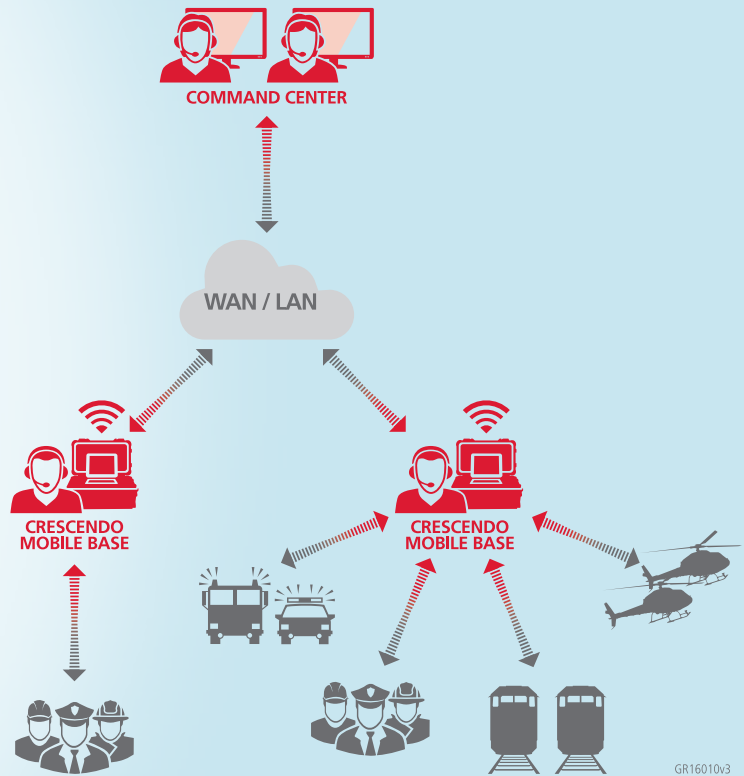 COMMAND CENTER
WAN / LAN
CRESCENDO
MOBILE BASE
CRESCENDO
MOBILE BASE
GR16010v3